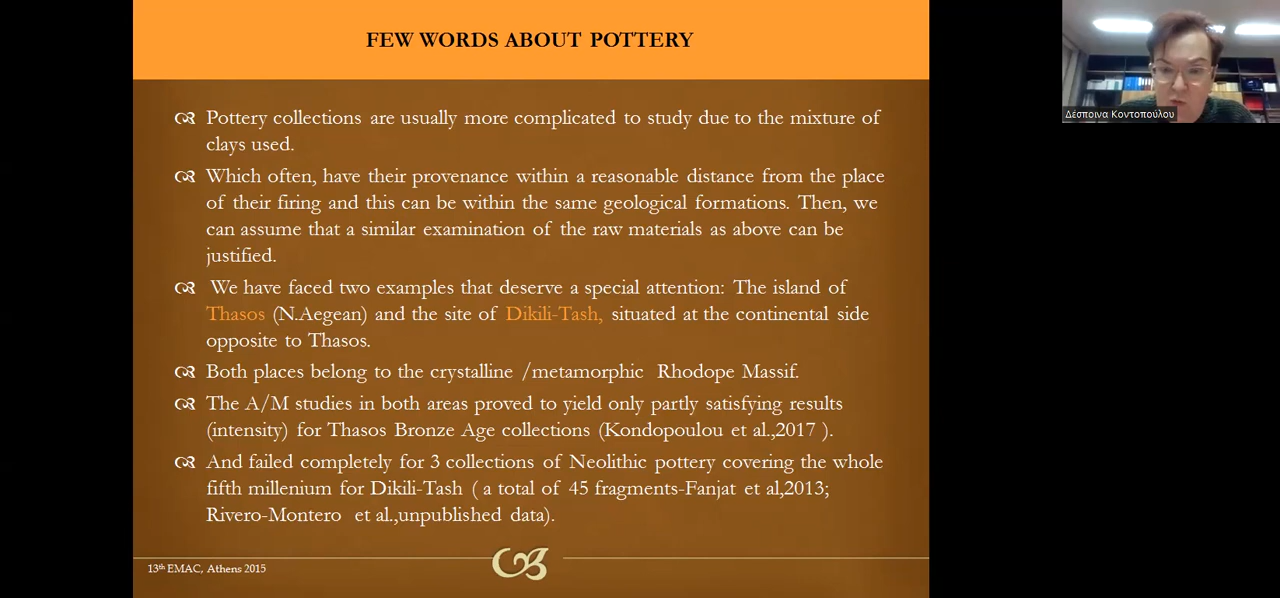 FEW WORDS ABOUT POTTERY
Pottery collections are usually more complicated to study due to the mixture of
clays used.
Which often, have their provenance within a reasonable distance from the place
of their firing and this can be within the same geological formations. Then, we
can assume that a similar examination of the raw materials as above can be
justified.
We have faced two examples that deserve a special attention: The island of
Thasos (N.Aegean) and the site of Dikili-Tash, situated at the continental side
opposite to Thasos.
Both places belong to the crystalline /metamorphic Rhodope Massif.
The A/M studies in both areas proved to yield only partly satisfying results
(intensity) for Thasos Bronze Age collections (Kondopoulou et al.,2017 ).
And failed completely for 3 collections of Neolithic pottery covering the whole
fifth millenium for Dikili-Tash ( a total of 45 fragments-Fanjat et al,2013;
Rivero-Montero et al.,unpublished data).
13th EMAC, Athens 2015
Δέσποινα Κοντοπούλου